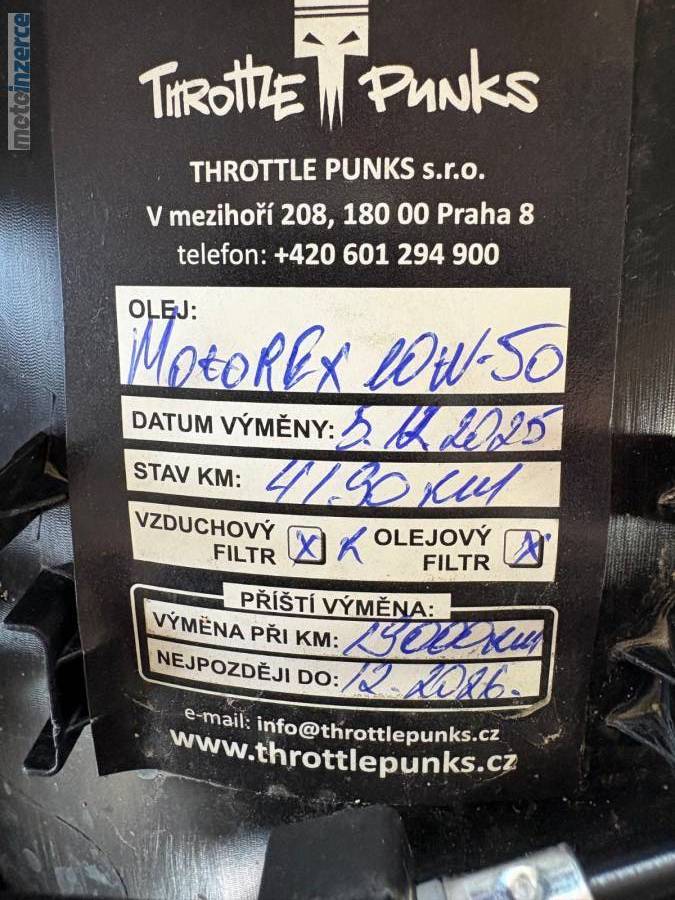 motoinzerce
THROTTLE PUNKS
THROTTLE PUNKS s.r.o.
V mezihoří 208, 180 00 Praha 8
telefon: +420 601 294 900
OLEJ:
MOTOREX 10W-50
DATUM VÝMĚNY: 5.12.2025
STAV KM: 4190 KM
VZDUCHOVÝ FILTR X K OLEJOVÝ FILTR X
PŘÍŠTÍ VÝMĚNA:
VÝMĚNA PŘI KM:
NEJPOZDĚJI DO: 12.2026.
e-mail: info@throttlepunks.cz
www.throttlepunks.cz